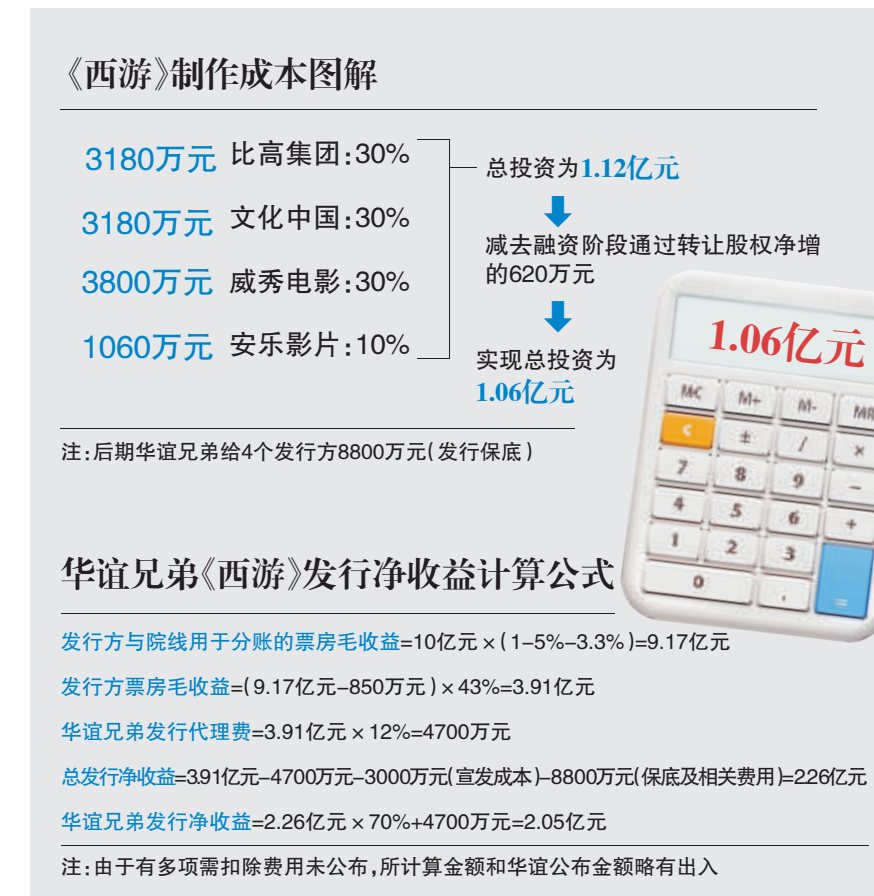 《西游》制作成本图解
3180万元 比高集团:30%
3180万元 文化中国:30%
3800万元 威秀电影:30%
1060万元 安乐影片:10%
总投资为1.12亿元
减去融资阶段通过转让股权净增
的620万元
实现总投资为
1.06亿元
1.06亿元
MC M+ M- MR
C ± / ×
7 8 9 −
4 5 6 +
1 2 3
0 . =
注:后期华谊兄弟给4个发行方8800万元(发行保底)
华谊兄弟《西游》发行净收益计算公式
发行方与院线用于分账的票房毛收益=10亿元×(1−5%−3.3%)=9.17亿元
发行方票房毛收益=(9.17亿元−850万元)×43%=3.91亿元
华谊兄弟发行代理费=3.91亿元×12%=4700万元
总发行净收益=3.91亿元−4700万元−3000万元(宣发成本)−8800万元(保底及相关费用)=2.26亿元
华谊兄弟发行净收益=2.26亿元×70%+4700万元=2.05亿元
注:由于有多项需扣除费用未公布,所计算金额和华谊公布金额略有出入